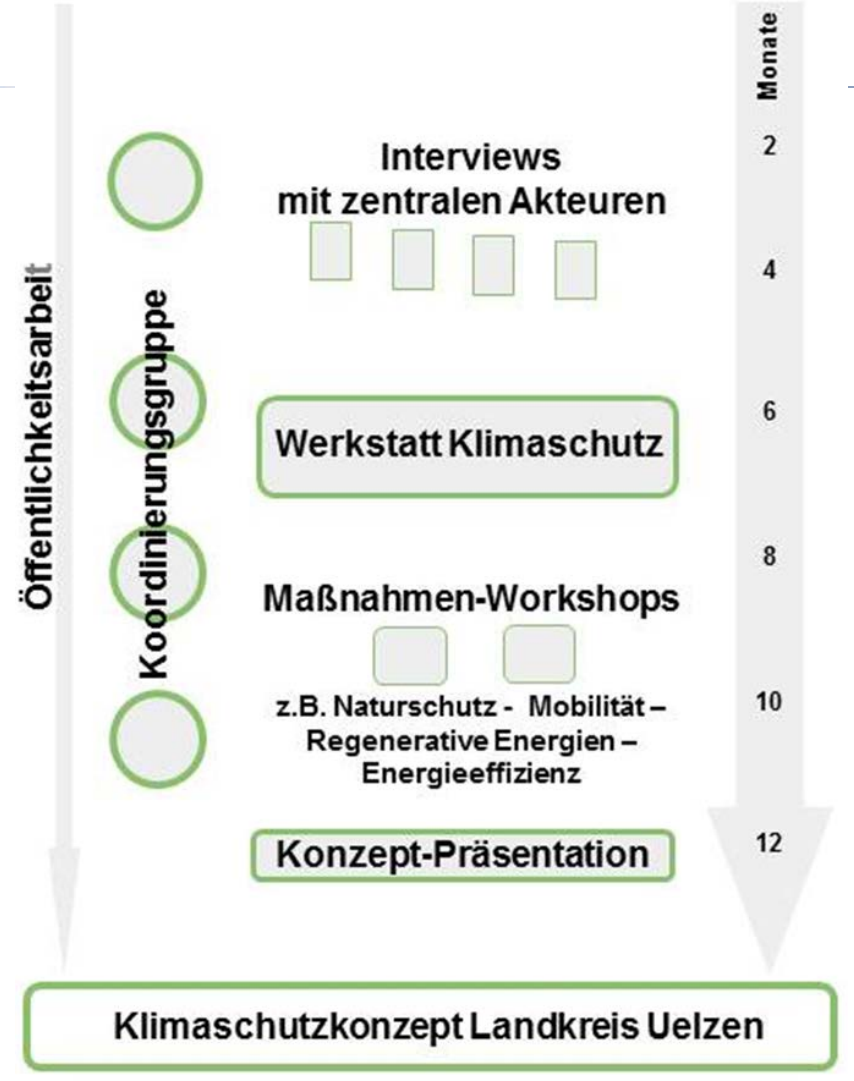 Monate
2
Interviews
mit zentralen Akteuren
4
Öffentlichkeitsarbeit
Koordinierungsgruppe
6
Werkstatt Klimaschutz
8
Maßnahmen-Workshops
10
z.B. Naturschutz - Mobilität –
Regenerative Energien –
Energieeffizienz
12
Konzept-Präsentation
Klimaschutzkonzept Landkreis Uelzen